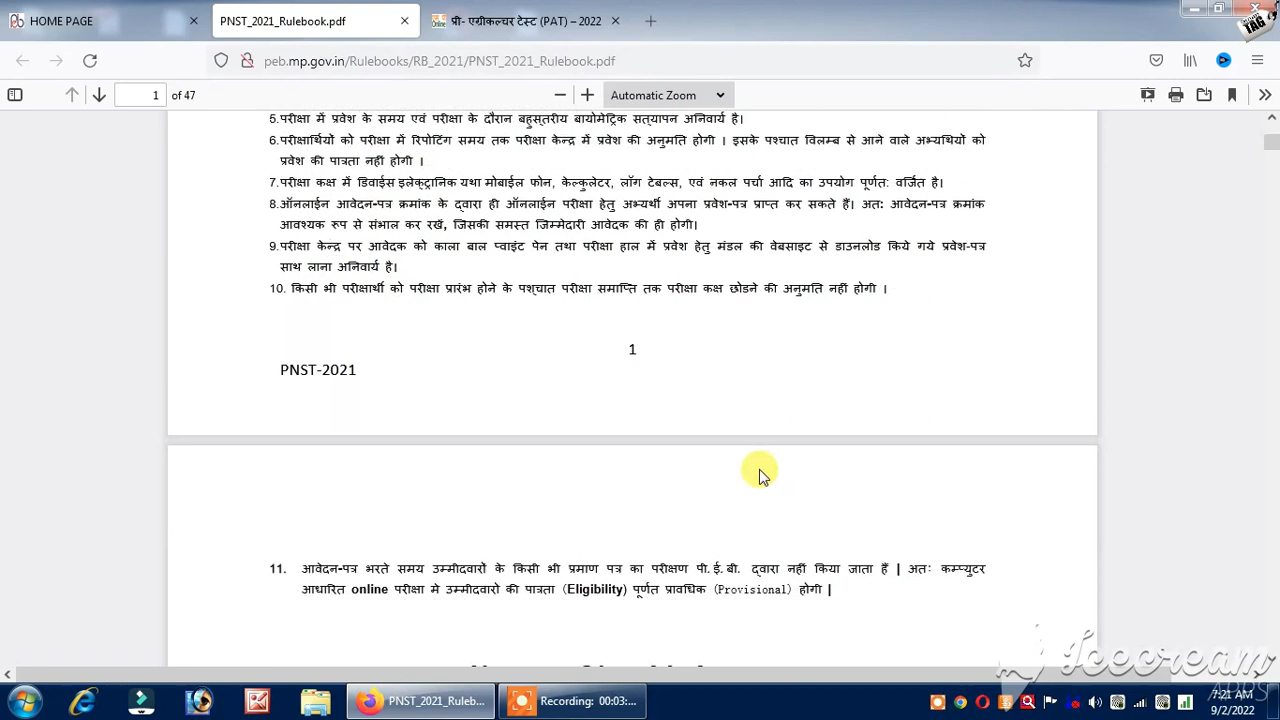 HOME PAGE
PNST_2021_Rulebook.pdf
प्री- एग्रीकल्चर टेस्ट (PAT) – 2022
TAG
peb.mp.gov.in/Rulebooks/RB_2021/PNST_2021_Rulebook.pdf
1 of 47
Automatic Zoom
5.परीक्षा में प्रवेश के समय एवं परीक्षा के दौरान बहुस्तरीय बायोमेट्रिक सत्यापन अनिवार्य है।
6.परीक्षार्थियों को परीक्षा में रिपोटिंग समय तक परीक्षा केन्द्र में प्रवेश की अनुमति होगी । इसके पश्चात विलम्ब से आने वाले अभ्यथियों को
प्रवेश की पात्रता नहीं होगी ।
7.परीक्षा कक्ष में डिवाईस इलेक्ट्रानिक यथा मोबाईल फोन, केल्कुलेटर, लॉग टेबल्स, एवं नकल पर्चा आदि का उपयोग पूर्णत: वर्जित है।
8.ऑनलाईन आवेदन-पत्र क्रमांक के द्वारा ही ऑनलाईन परीक्षा हेतु अभ्यर्थी अपना प्रवेश-पत्र प्राप्त कर सकते हैं। अत: आवेदन-पत्र क्रमांक
आवश्यक रूप से संभाल कर रखें, जिसकी समस्त जिम्मेदारी आवेदक की ही होगी।
9.परीक्षा केन्द्र पर आवेदक को काला बाल प्वाइंट पेन तथा परीक्षा हाल में प्रवेश हेतु मंडल की वेबसाइट से डाउनलोड किये गये प्रवेश-पत्र
साथ लाना अनिवार्य है।
10. किसी भी परीक्षार्थी को परीक्षा प्रारंभ होने के पश्चात परीक्षा समाप्ति तक परीक्षा कक्ष छोडने की अनुमति नहीं होगी ।
1
PNST-2021
11. आवेदन-पत्र भरते समय उम्मीदवारों के किसी भी प्रमाण पत्र का परीक्षण पी.ई.बी. द्वारा नहीं किया जाता हैं | अतः कम्प्युटर
आधारित online परीक्षा मे उम्मीदवारो की पात्रता (Eligibility) पूर्णत प्रावधिक (Provisional) होगी |
Icecream
Apps
PNST_2021_Ruleb...
Recording: 00:03:...
7:21 AM
9/2/2022